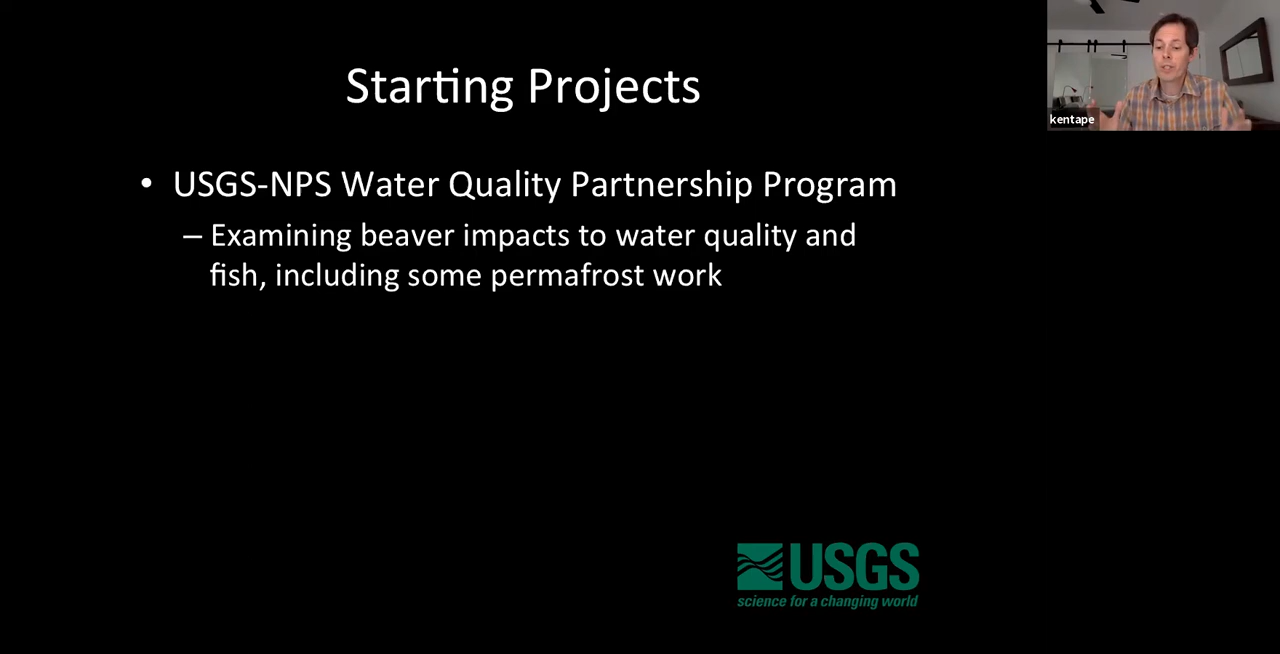 Starting Projects
kentape
• USGS-NPS Water Quality Partnership Program
– Examining beaver impacts to water quality and
fish, including some permafrost work
USGS
science for a changing world